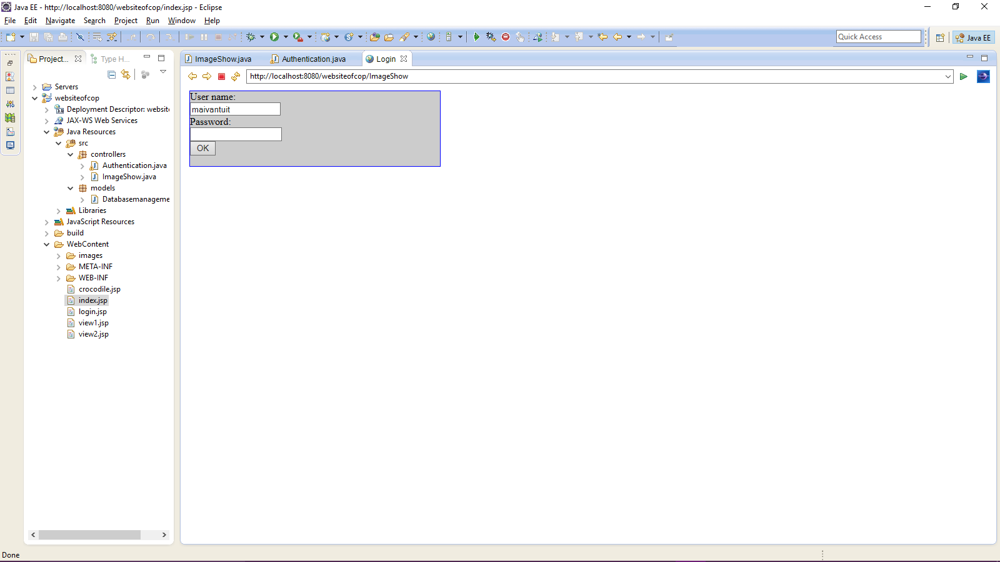 Java EE - http://localhost:8080/websiteofcop/index.jsp - Eclipse
File Edit Navigate Search Project Run Window Help
Quick Access
Java EE
Project...
Type H...
ImageShow.java
Authentication.java
Login
http://localhost:8080/websiteofcop/ImageShow
Servers
websiteofcop
Deployment Descriptor: websit
JAX-WS Web Services
Java Resources
src
controllers
Authentication.java
ImageShow.java
models
Databasemanageme
Libraries
JavaScript Resources
build
WebContent
images
META-INF
WEB-INF
crocodile.jsp
index.jsp
login.jsp
view1.jsp
view2.jsp
User name:
maivantuit
Password:
OK
Done